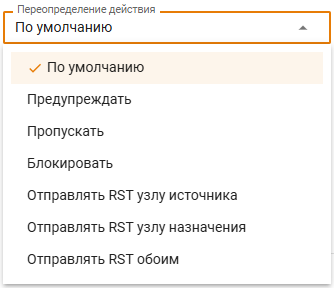 Переопределение действия
По умолчанию
По умолчанию
Предупреждать
Пропускать
Блокировать
Отправлять RST узлу источника
Отправлять RST узлу назначения
Отправлять RST обоим